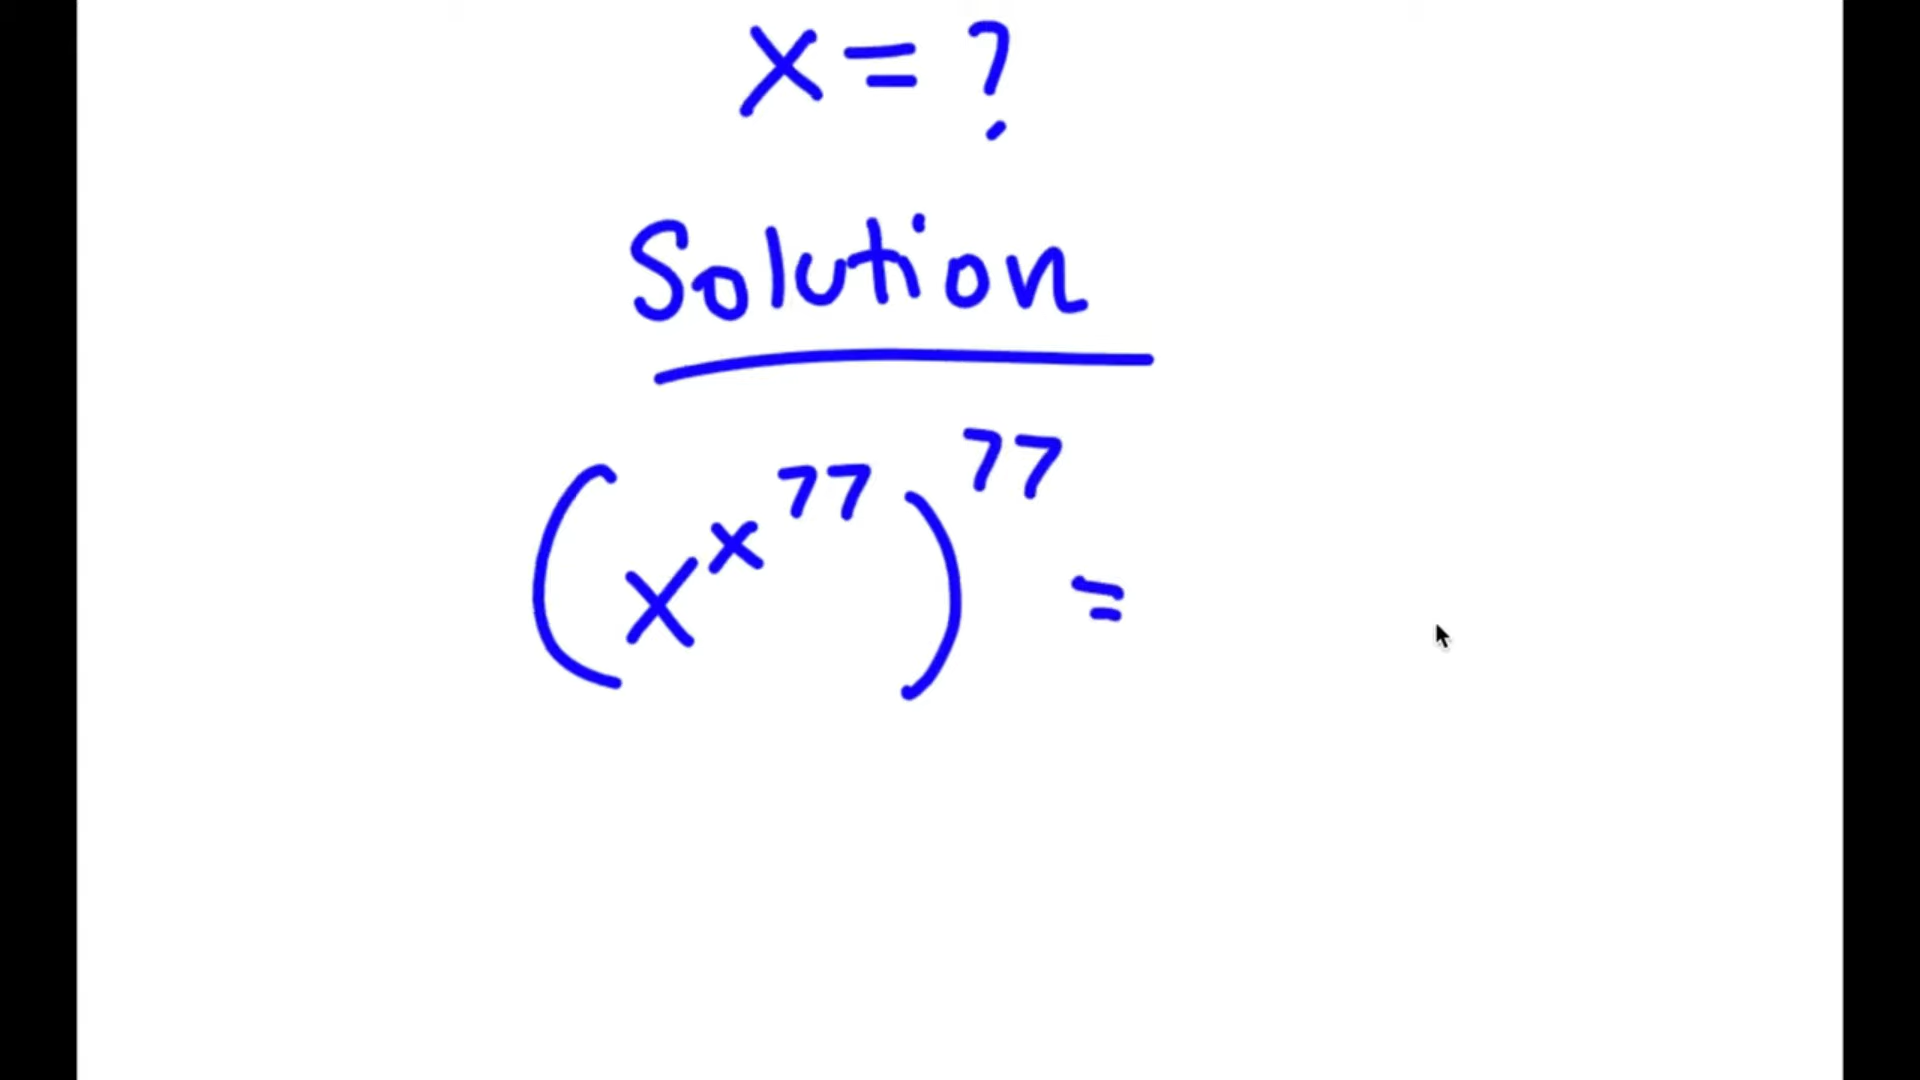 x = ?
Solution
(x^x^77)^77 =